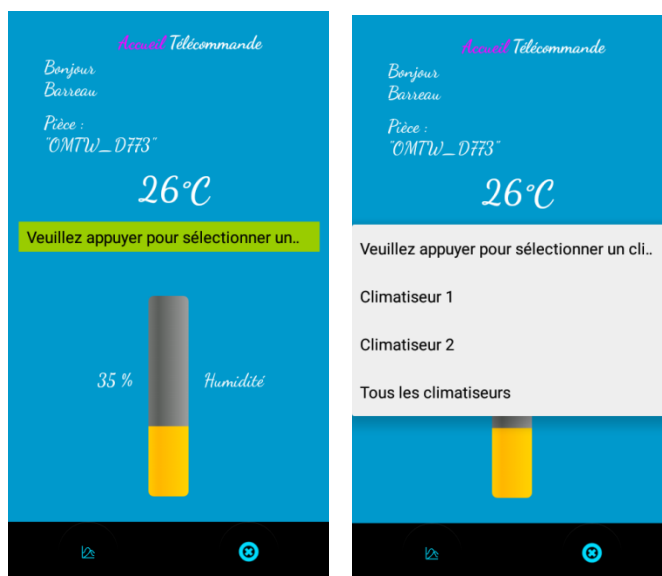 Accueil Télécommande
Bonjour
Barreau
Pièce :
"OMTW_D773"
26°C
Veuillez appuyer pour sélectionner un..
35 %
Humidité
Accueil Télécommande
Bonjour
Barreau
Pièce :
"OMTW_D773"
26°C
Veuillez appuyer pour sélectionner un cli..
Climatiseur 1
Climatiseur 2
Tous les climatiseurs